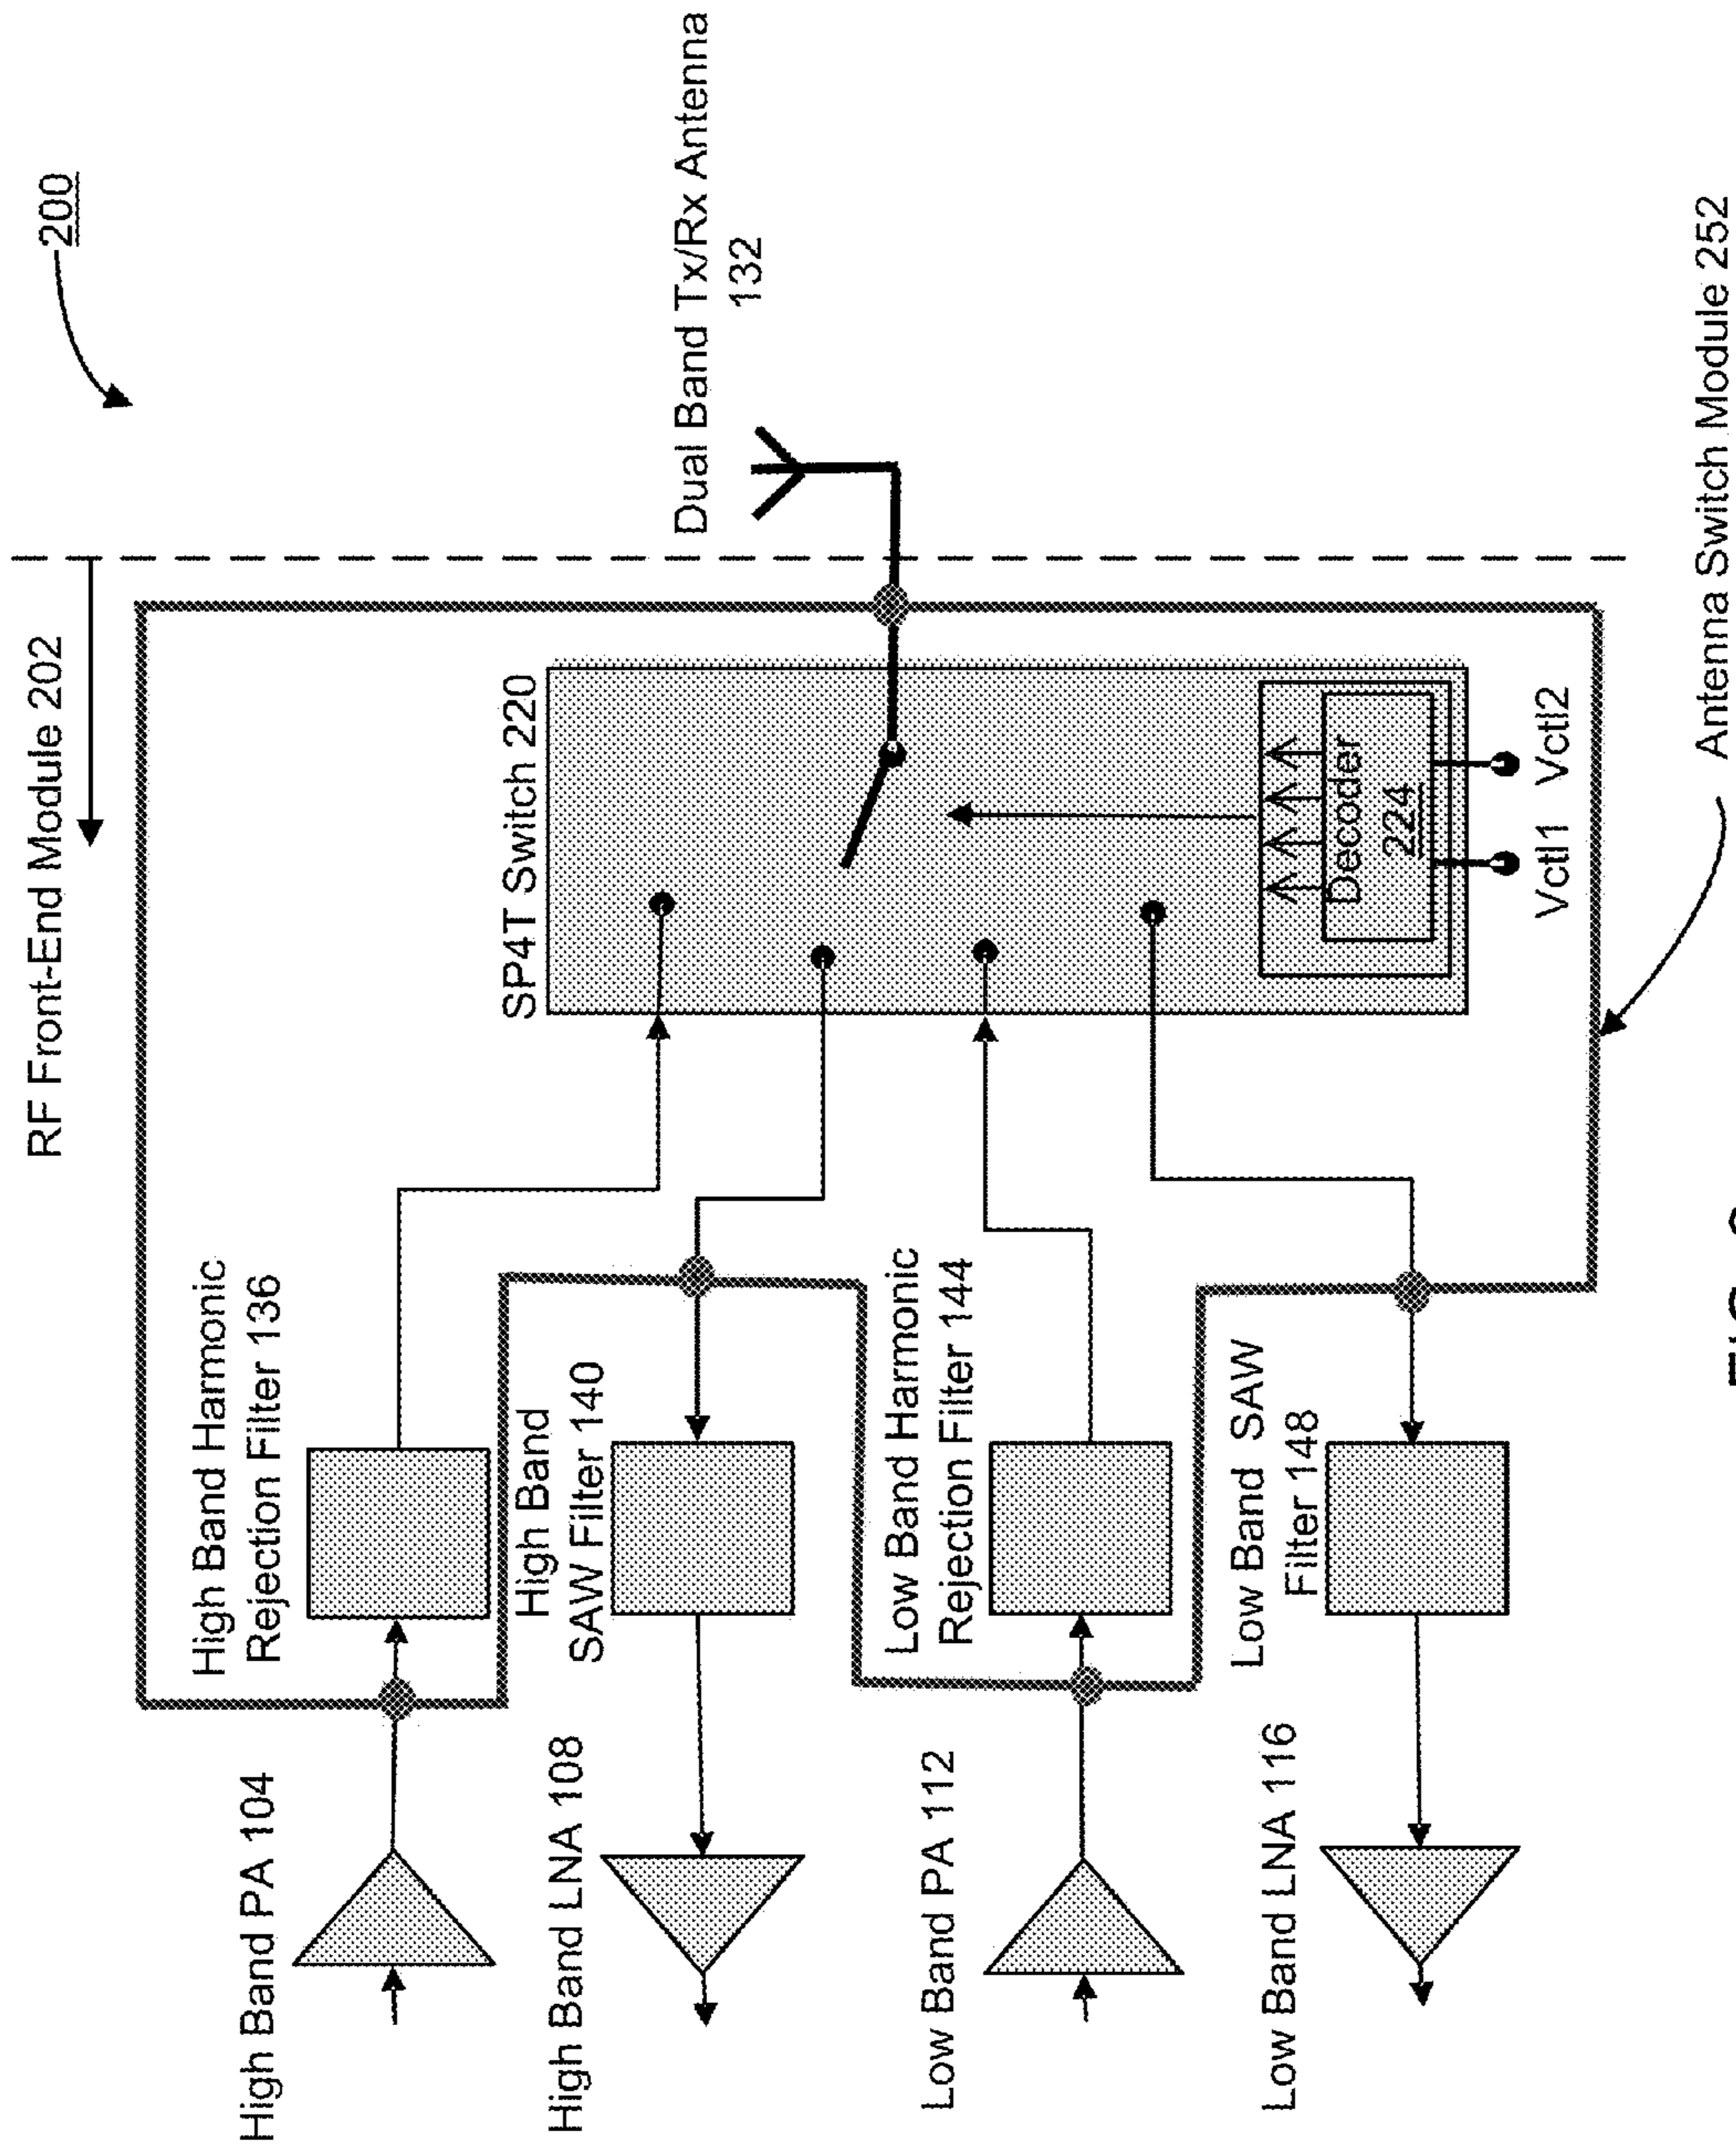 200
RF Front-End Module 202
Dual Band Tx/Rx Antenna
132
High Band Harmonic
Rejection Filter 136
High Band PA 104
SP4T Switch 220
High Band
SAW Filter 140
High Band LNA 108
Low Band Harmonic
Rejection Filter 144
Low Band PA 112
Decoder
224
Low Band SAW
Filter 148
Low Band LNA 116
Vctl1 Vctl2
Antenna Switch Module 252